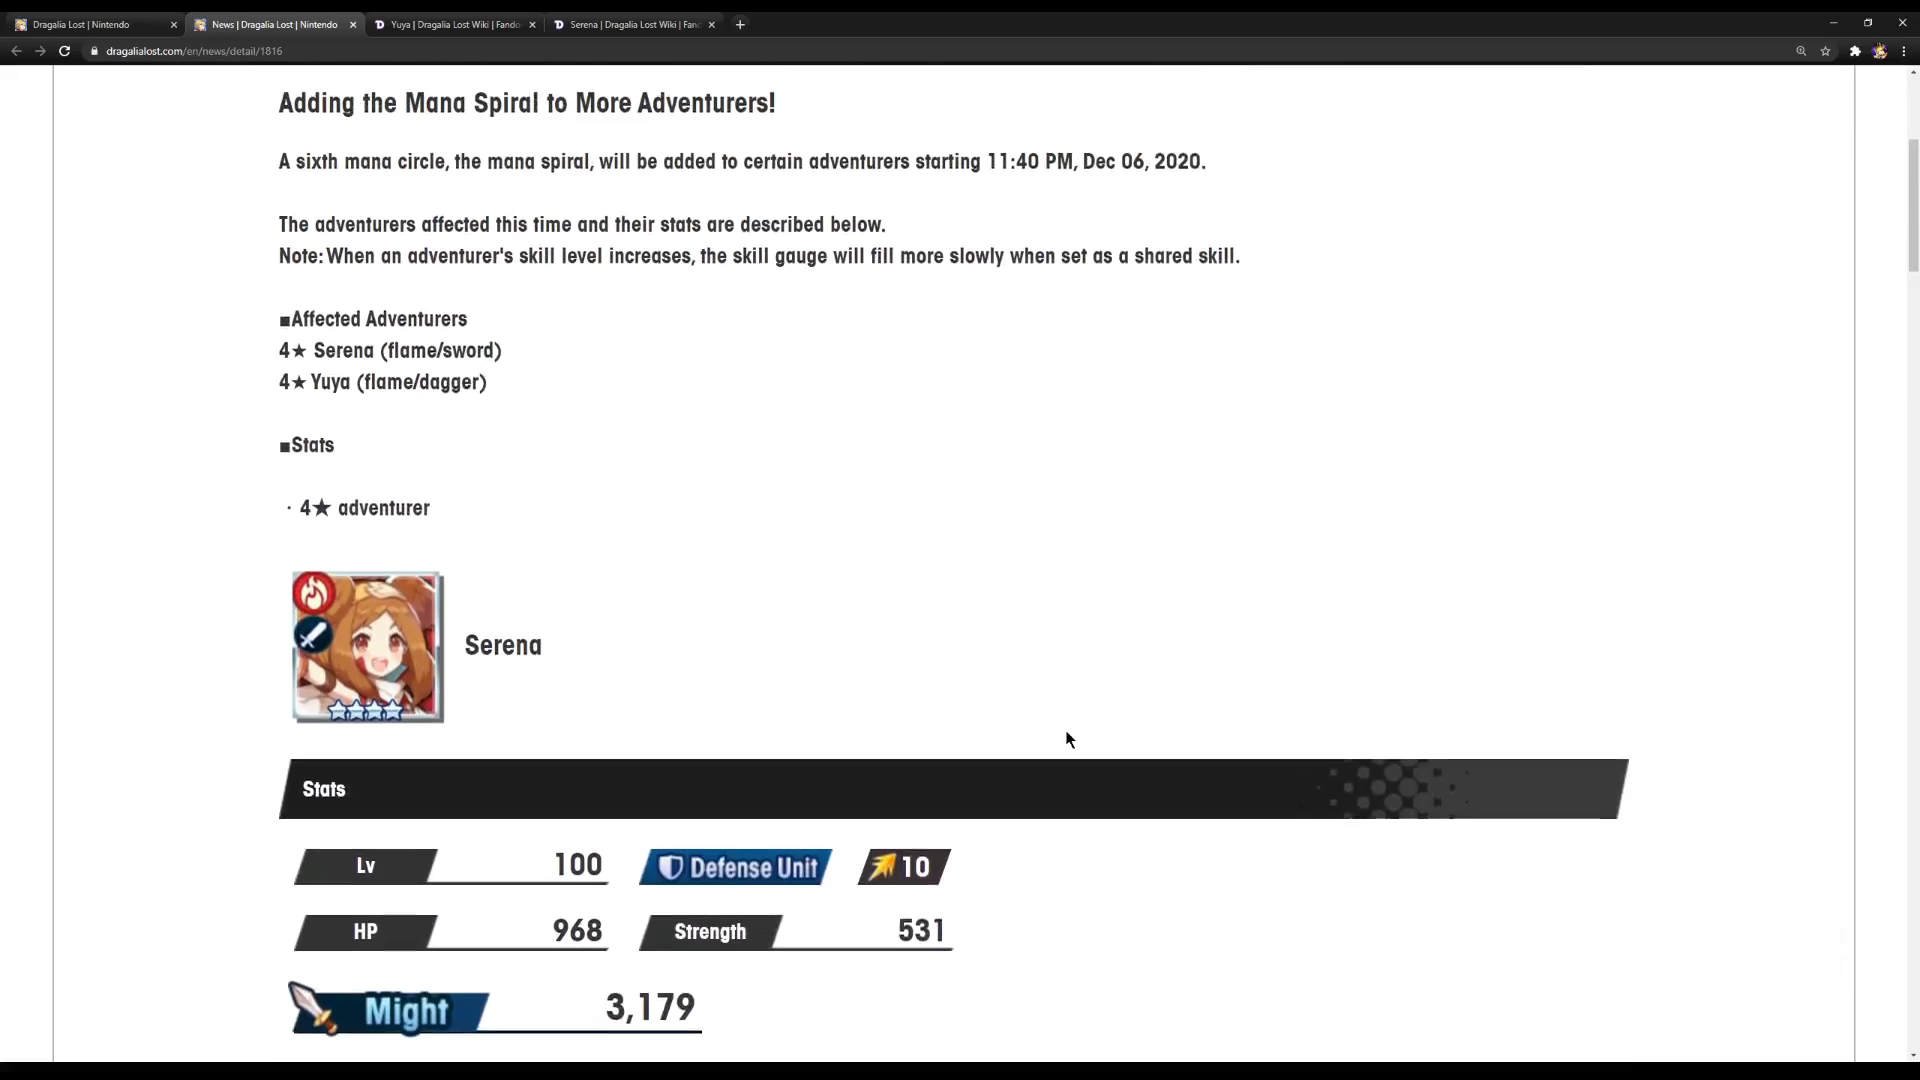 Dragalia Lost | Nintendo
News | Dragalia Lost | Nintendo
Yuya | Dragalia Lost Wiki | Fando
Serena | Dragalia Lost Wiki | Fan
dragalialost.com/en/news/detail/1816
Adding the Mana Spiral to More Adventurers!
A sixth mana circle, the mana spiral, will be added to certain adventurers starting 11:40 PM, Dec 06, 2020.
The adventurers affected this time and their stats are described below.
Note: When an adventurer's skill level increases, the skill gauge will fill more slowly when set as a shared skill.
■Affected Adventurers
4★ Serena (flame/sword)
4★ Yuya (flame/dagger)
■Stats
・4★ adventurer
Serena
Stats
Lv 100 Defense Unit 10
HP 968 Strength 531
Might 3,179